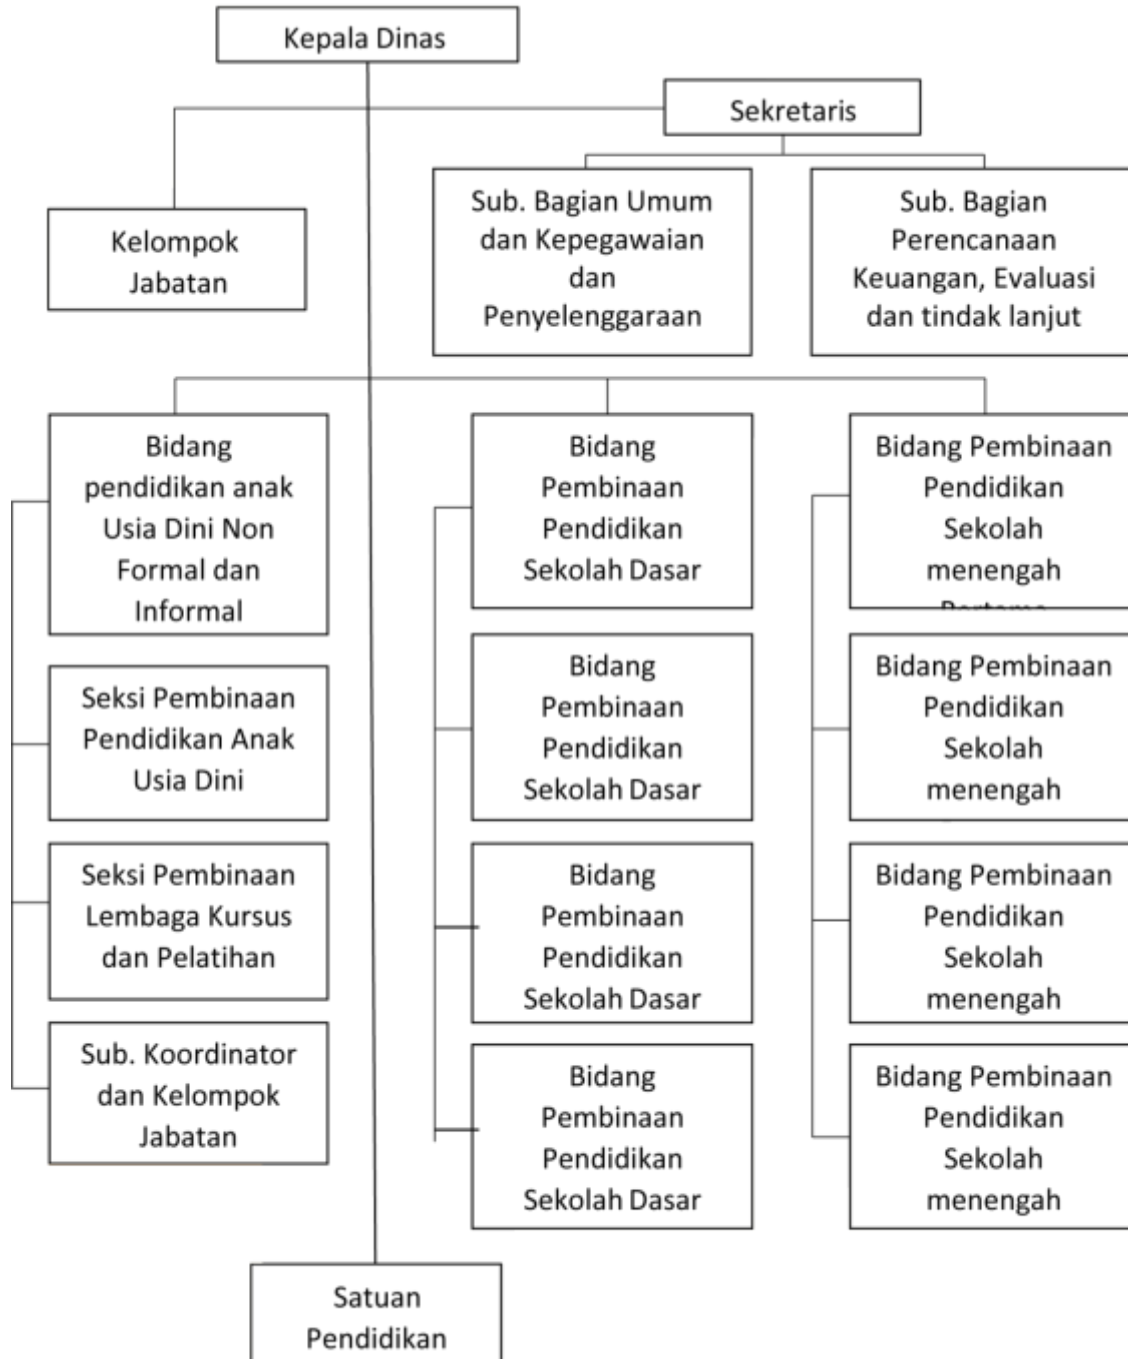 Kepala Dinas
Sekretaris
Kelompok
Jabatan
Sub. Bagian Umum
dan Kepegawaian
dan
Penyelenggaraan
Sub. Bagian
Perencanaan
Keuangan, Evaluasi
dan tindak lanjut
Bidang
pendidikan anak
Usia Dini Non
Formal dan
Informal
Seksi Pembinaan
Pendidikan Anak
Usia Dini
Seksi Pembinaan
Lembaga Kursus
dan Pelatihan
Sub. Koordinator
dan Kelompok
Jabatan
Bidang
Pembinaan
Pendidikan
Sekolah Dasar
Bidang
Pembinaan
Pendidikan
Sekolah Dasar
Bidang
Pembinaan
Pendidikan
Sekolah Dasar
Bidang
Pembinaan
Pendidikan
Sekolah Dasar
Bidang Pembinaan
Pendidikan
Sekolah
menengah
Bidang Pembinaan
Pendidikan
Sekolah
menengah
Bidang Pembinaan
Pendidikan
Sekolah
menengah
Bidang Pembinaan
Pendidikan
Sekolah
menengah
Satuan
Pendidikan